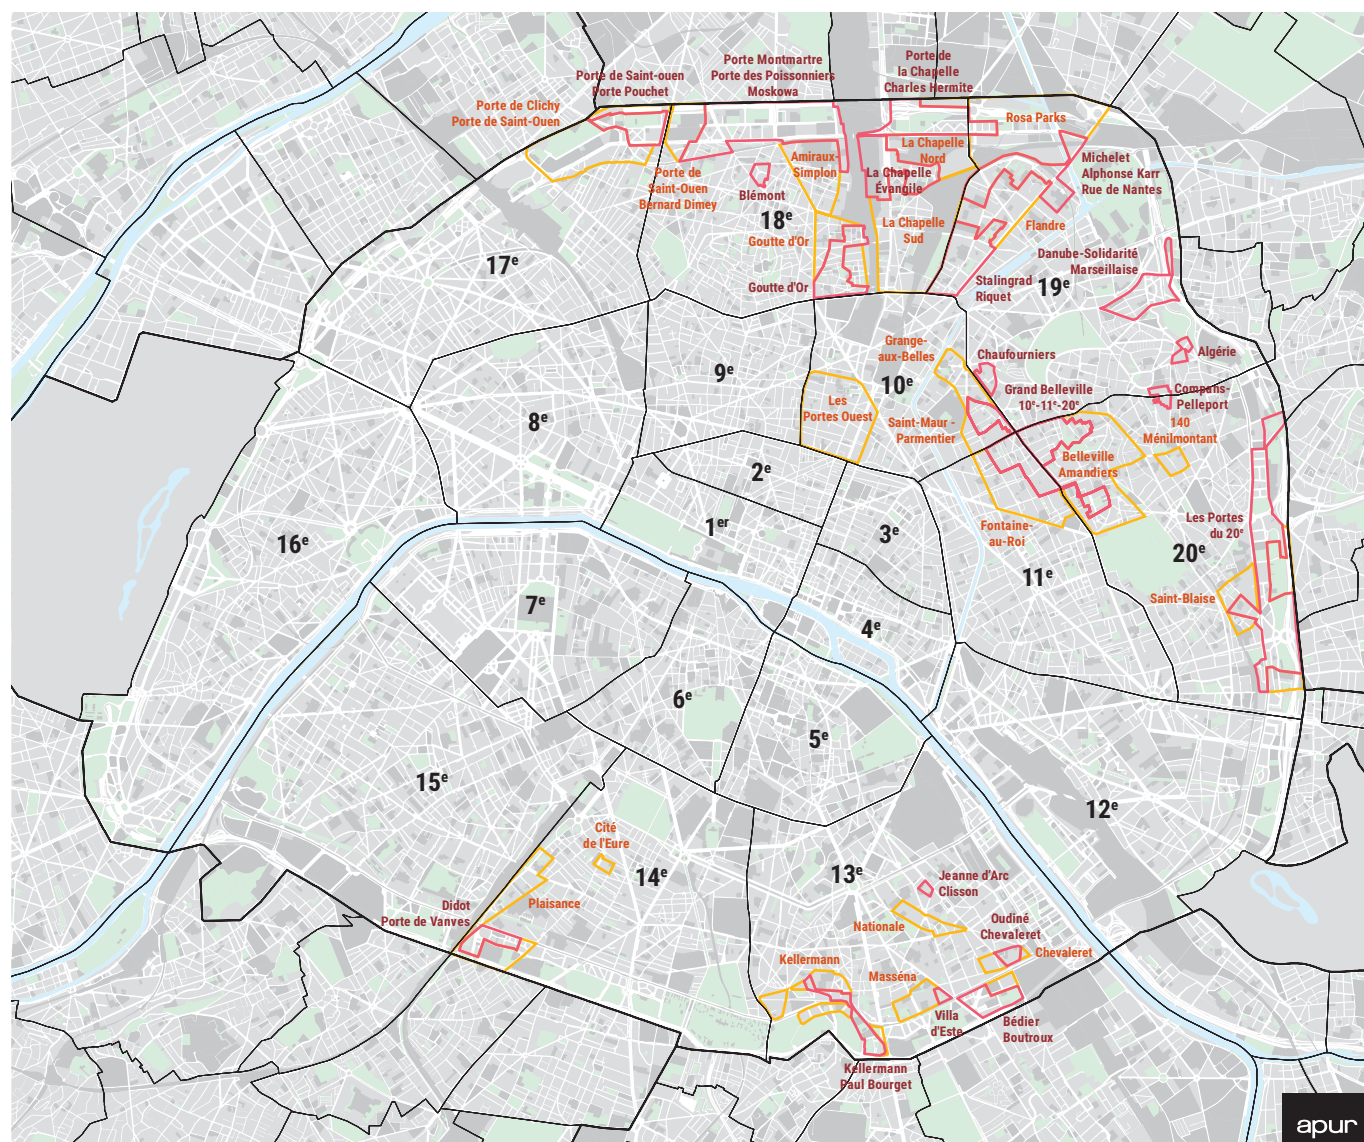 Porte de Saint-ouen
Porte Pouchet
Porte Montmartre
Porte des Poissonniers
Moskowa
Porte de
la Chapelle
Charles Hermite
Porte de Clichy
Porte de Saint-Ouen
Rosa Parks
La Chapelle
Nord
Amiraux-
Simplon
Michelet
Alphonse Karr
Rue de Nantes
Porte de
Saint-Ouen
Bernard Dimey
Blémont
La Chapelle
Évangile
18e
La Chapelle
Sud
Flandre
Goutte d'Or
17e
Danube-Solidarité
Marseillaise
Goutte d'Or
Stalingrad
Riquet
19e
Grange-
aux-Belles
Chaufourniers
Algérie
9e
10e
Grand Belleville
10e-11e-20e
Compans-
Pelleport
Les
Portes Ouest
8e
Saint-Maur -
Parmentier
140
Ménilmontant
2e
Belleville
Amandiers
1er
3e
Fontaine-
au-Roi
Les Portes
du 20e
16e
20e
11e
7e
Saint-Blaise
4e
6e
5e
15e
12e
Cité
de l'Eure
14e
13e
Jeanne d'Arc
Clisson
Didot
Porte de Vanves
Plaisance
Nationale
Oudiné
Chevaleret
Chevaleret
Kellermann
Masséna
Villa
d'Este
Bédier
Boutroux
Kellermann
Paul Bourget
apur